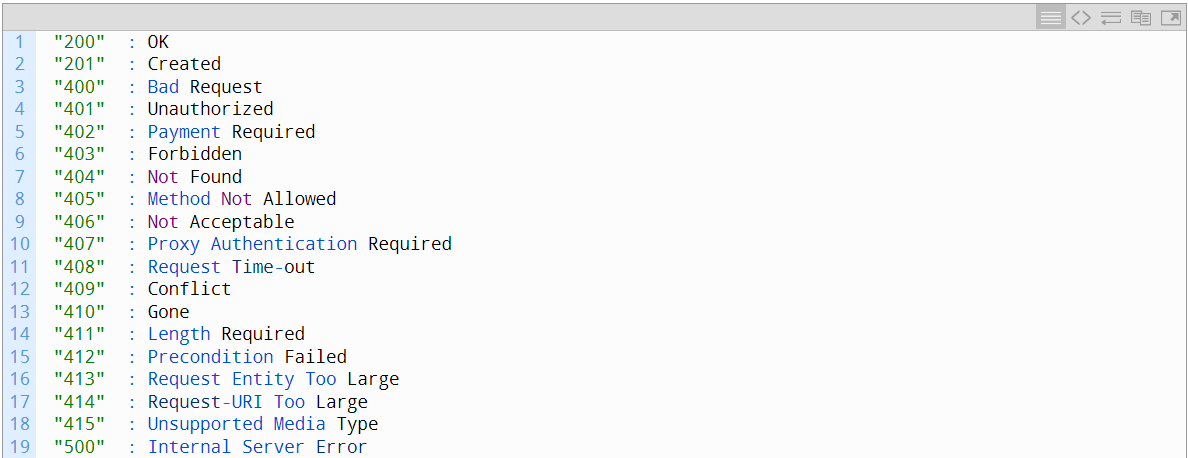 1 "200" : OK
2 "201" : Created
3 "400" : Bad Request
4 "401" : Unauthorized
5 "402" : Payment Required
6 "403" : Forbidden
7 "404" : Not Found
8 "405" : Method Not Allowed
9 "406" : Not Acceptable
10 "407" : Proxy Authentication Required
11 "408" : Request Time-out
12 "409" : Conflict
13 "410" : Gone
14 "411" : Length Required
15 "412" : Precondition Failed
16 "413" : Request Entity Too Large
17 "414" : Request-URI Too Large
18 "415" : Unsupported Media Type
19 "500" : Internal Server Error